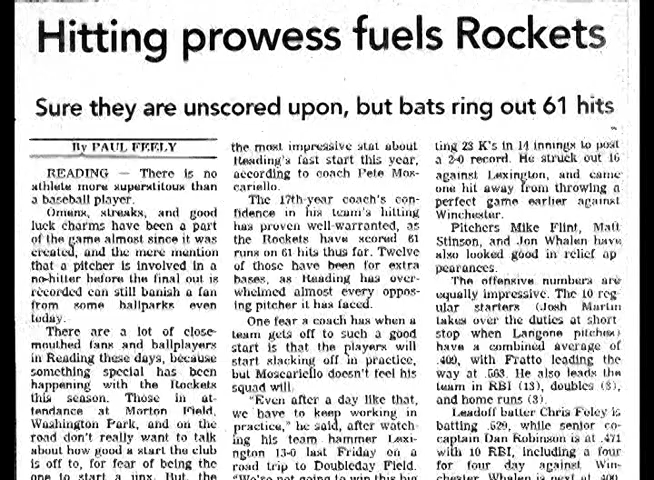 Hitting prowess fuels Rockets
Sure they are unscored upon, but bats ring out 61 hits
By PAUL FEELY
READING — There is no
athlete more superstitous than
a baseball player.
Omens, streaks, and good
luck charms have been a part
of the game almost since it was
created, and the mere mention
that a pitcher is involved in a
no-hitter before the final out is
recorded can still banish a fan
from some ballparks even
today.
There are a lot of close-
mouthed fans and ballplayers
in Reading these days, because
something special has been
happening with the Rockets
this season. Those in at-
tendance at Morton Field,
Washington Park, and on the
road don't really want to talk
about how good a start the club
is off to, for fear of being the
one to start a jinx. But, the
the most impressive stat about
Reading's fast start this year,
according to coach Pete Mos-
cariello.
The 17th-year coach's con-
fidence in his team's hitting
has proven well-warranted, as
the Rockets have scored 61
runs on 61 hits thus far. Twelve
of those have been for extra
bases, as Reading has over-
whelmed almost every oppos-
ing pitcher it has faced.
One fear a coach has when a
team gets off to such a good
start is that the players will
start slacking off in practice,
but Moscariello doesn't feel his
squad will.
"Even after a day like that,
we have to keep working in
practice," he said, after watch-
ing his team hammer Lexi-
ngton 13-0 last Friday on a
road trip to Doubleday Field.
"We're not going to win this big
ting 23 K's in 14 innings to post
a 2-0 record. He struck out 16
against Lexington, and came
one hit away from throwing a
perfect game earlier against
Winchester.
Pitchers Mike Flint, Matt
Stinson, and Jon Whalen have
also looked good in relief ap
pearances.
The offensive numbers are
equally impressive. The 10 reg-
ular starters (Josh Martin
takes over the duties at short-
stop when Langone pitches)
have a combined average of
.409, with Fratto leading the
way at .563. He also leads the
team in RBI (13), doubles (3),
and home runs (3).
Leadoff batter Chris Foley is
batting .529, while senior co-
captain Dan Robinson is at .471
with 10 RBI, including a four
for four day against Win-
chester. Whalen is next at .400,